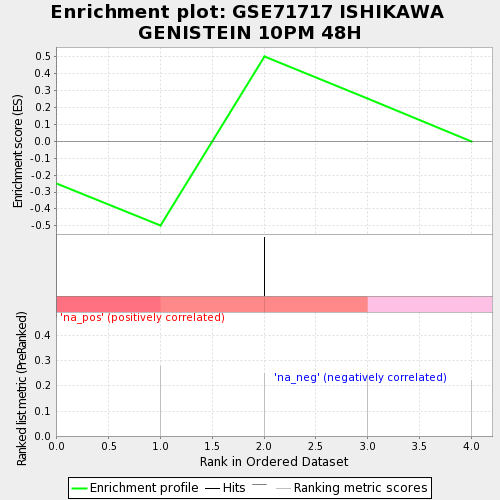 Enrichment plot: GSE71717 ISHIKAWA
GENISTEIN 10PM 48H
Enrichment score (ES)
0.5
0.4
0.3
0.2
0.1
0.0
-0.1
-0.2
-0.3
-0.4
-0.5
'na_pos' (positively correlated)
'na_neg' (negatively correlated)
Ranked list metric (PreRanked)
0.4
0.3
0.2
0.1
0.0
0.0 0.5 1.0 1.5 2.0 2.5 3.0 3.5 4.0
Rank in Ordered Dataset
Enrichment profile Hits Ranking metric scores